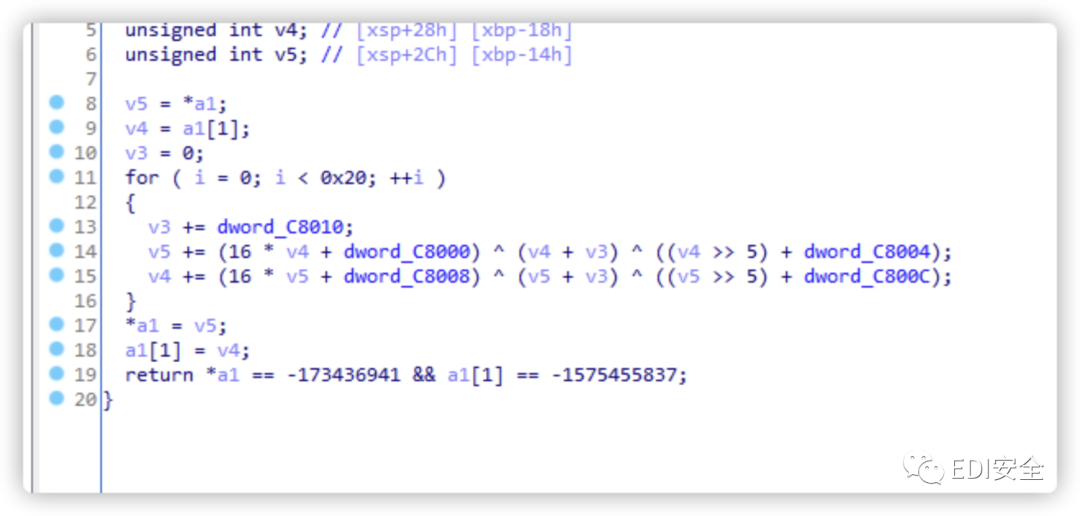 5 unsigned int v4; // [xsp+28h] [xbp-18h]
6 unsigned int v5; // [xsp+2Ch] [xbp-14h]
7
8 v5 = *a1;
9 v4 = a1[1];
10 v3 = 0;
11 for ( i = 0; i < 0x20; ++i )
12 {
13 v3 += dword_C8010;
14 v5 += (16 * v4 + dword_C8000) ^ (v4 + v3) ^ ((v4 >> 5) + dword_C8004);
15 v4 += (16 * v5 + dword_C8008) ^ (v5 + v3) ^ ((v5 >> 5) + dword_C800C);
16 }
17 *a1 = v5;
18 a1[1] = v4;
19 return *a1 == -173436941 && a1[1] == -1575455837;
20 }
EDI安全